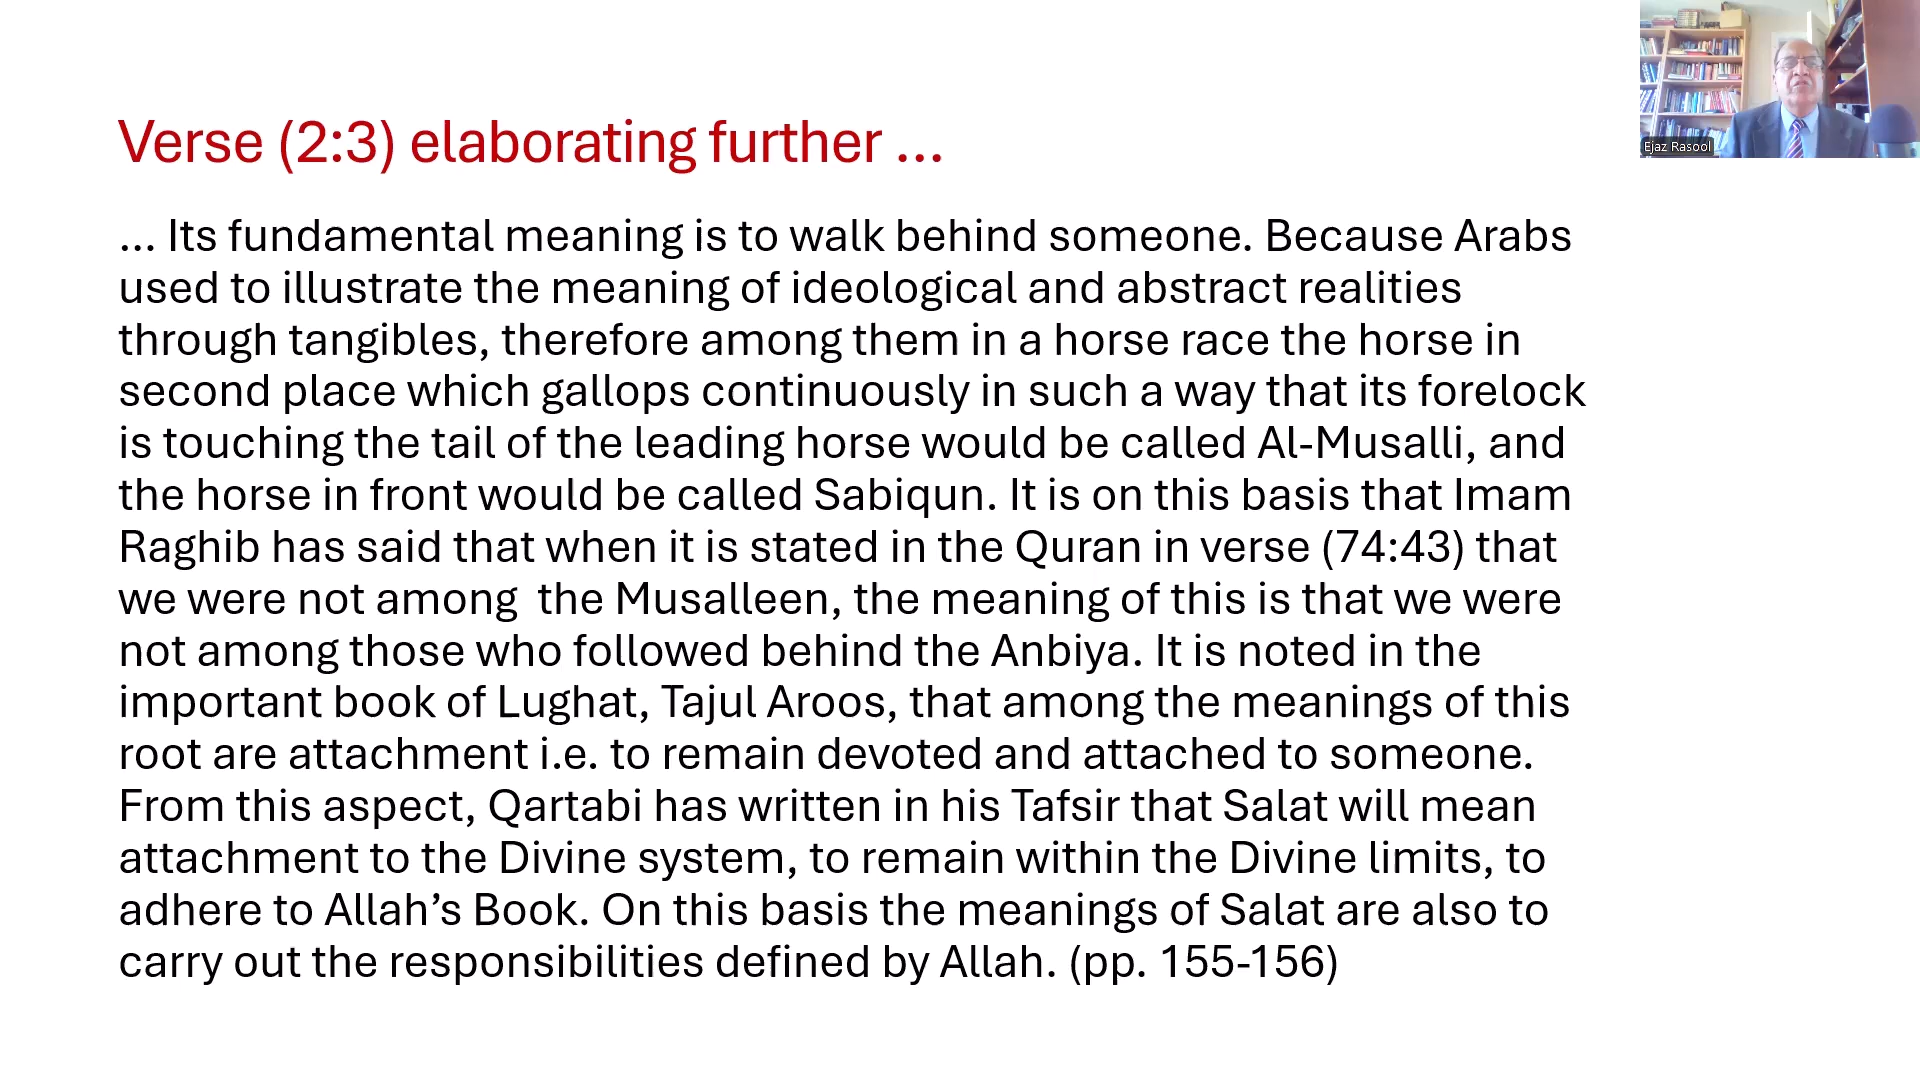 Verse (2:3) elaborating further ...
... Its fundamental meaning is to walk behind someone. Because Arabs
used to illustrate the meaning of ideological and abstract realities
through tangibles, therefore among them in a horse race the horse in
second place which gallops continuously in such a way that its forelock
is touching the tail of the leading horse would be called Al-Musalli, and
the horse in front would be called Sabiqun. It is on this basis that Imam
Raghib has said that when it is stated in the Quran in verse (74:43) that
we were not among  the Musalleen, the meaning of this is that we were
not among those who followed behind the Anbiya. It is noted in the
important book of Lughat, Tajul Aroos, that among the meanings of this
root are attachment i.e. to remain devoted and attached to someone.
From this aspect, Qartabi has written in his Tafsir that Salat will mean
attachment to the Divine system, to remain within the Divine limits, to
adhere to Allah’s Book. On this basis the meanings of Salat are also to
carry out the responsibilities defined by Allah. (pp. 155-156)
Ejaz Rasool